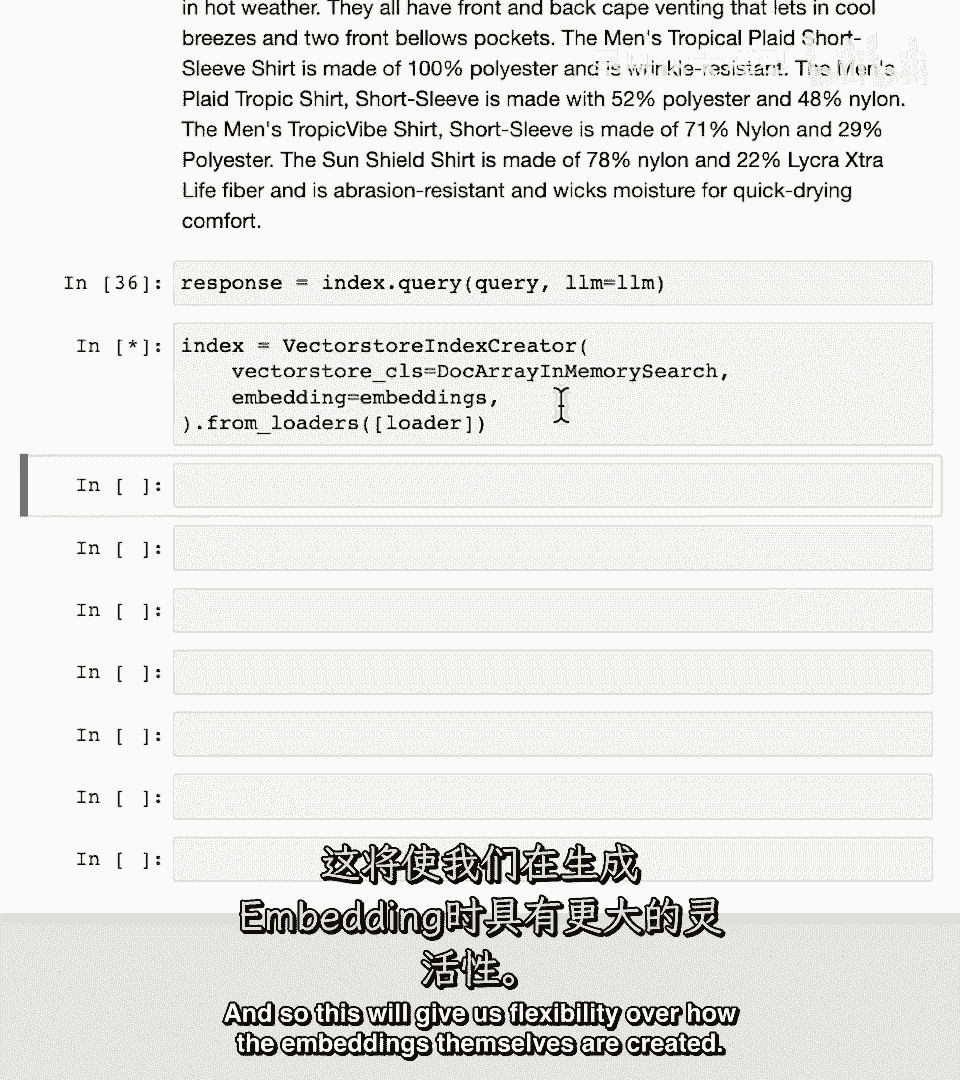 in hot weather. They all have front and back cape venting that lets in cool
breezes and two front bellows pockets. The Men's Tropical Plaid Short-
Sleeve Shirt is made of 100% polyester and is wrinkle-resistant. The Men's
Plaid Tropic Shirt, Short-Sleeve is made with 52% polyester and 48% nylon.
The Men's TropicVibe Shirt, Short-Sleeve is made of 71% Nylon and 29%
Polyester. The Sun Shield Shirt is made of 78% nylon and 22% Lycra Xtra
Life fiber and is abrasion-resistant and wicks moisture for quick-drying
comfort.
In [36]: response = index.query(query, llm=llm)
In [*]: index = VectorstoreIndexCreator(
    vectorstore_cls=DocArrayInMemorySearch,
    embedding=embeddings,
).from_loaders([loader])
In [ ]:
In [ ]:
In [ ]:
In [ ]:
In [ ]:
In [ ]:
In [ ]:
这将使我们在生成
Embedding时具有更大的灵
活性。
And so this will give us flexibility over how
the embeddings themselves are created.